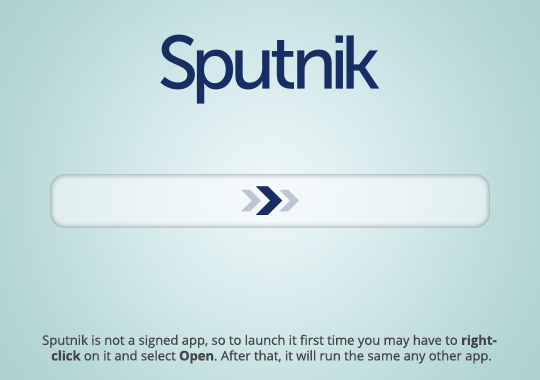 Sputnik
Sputnik is not a signed app, so to launch it first time you may have to right-
click on it and select Open. After that, it will run the same any other app.